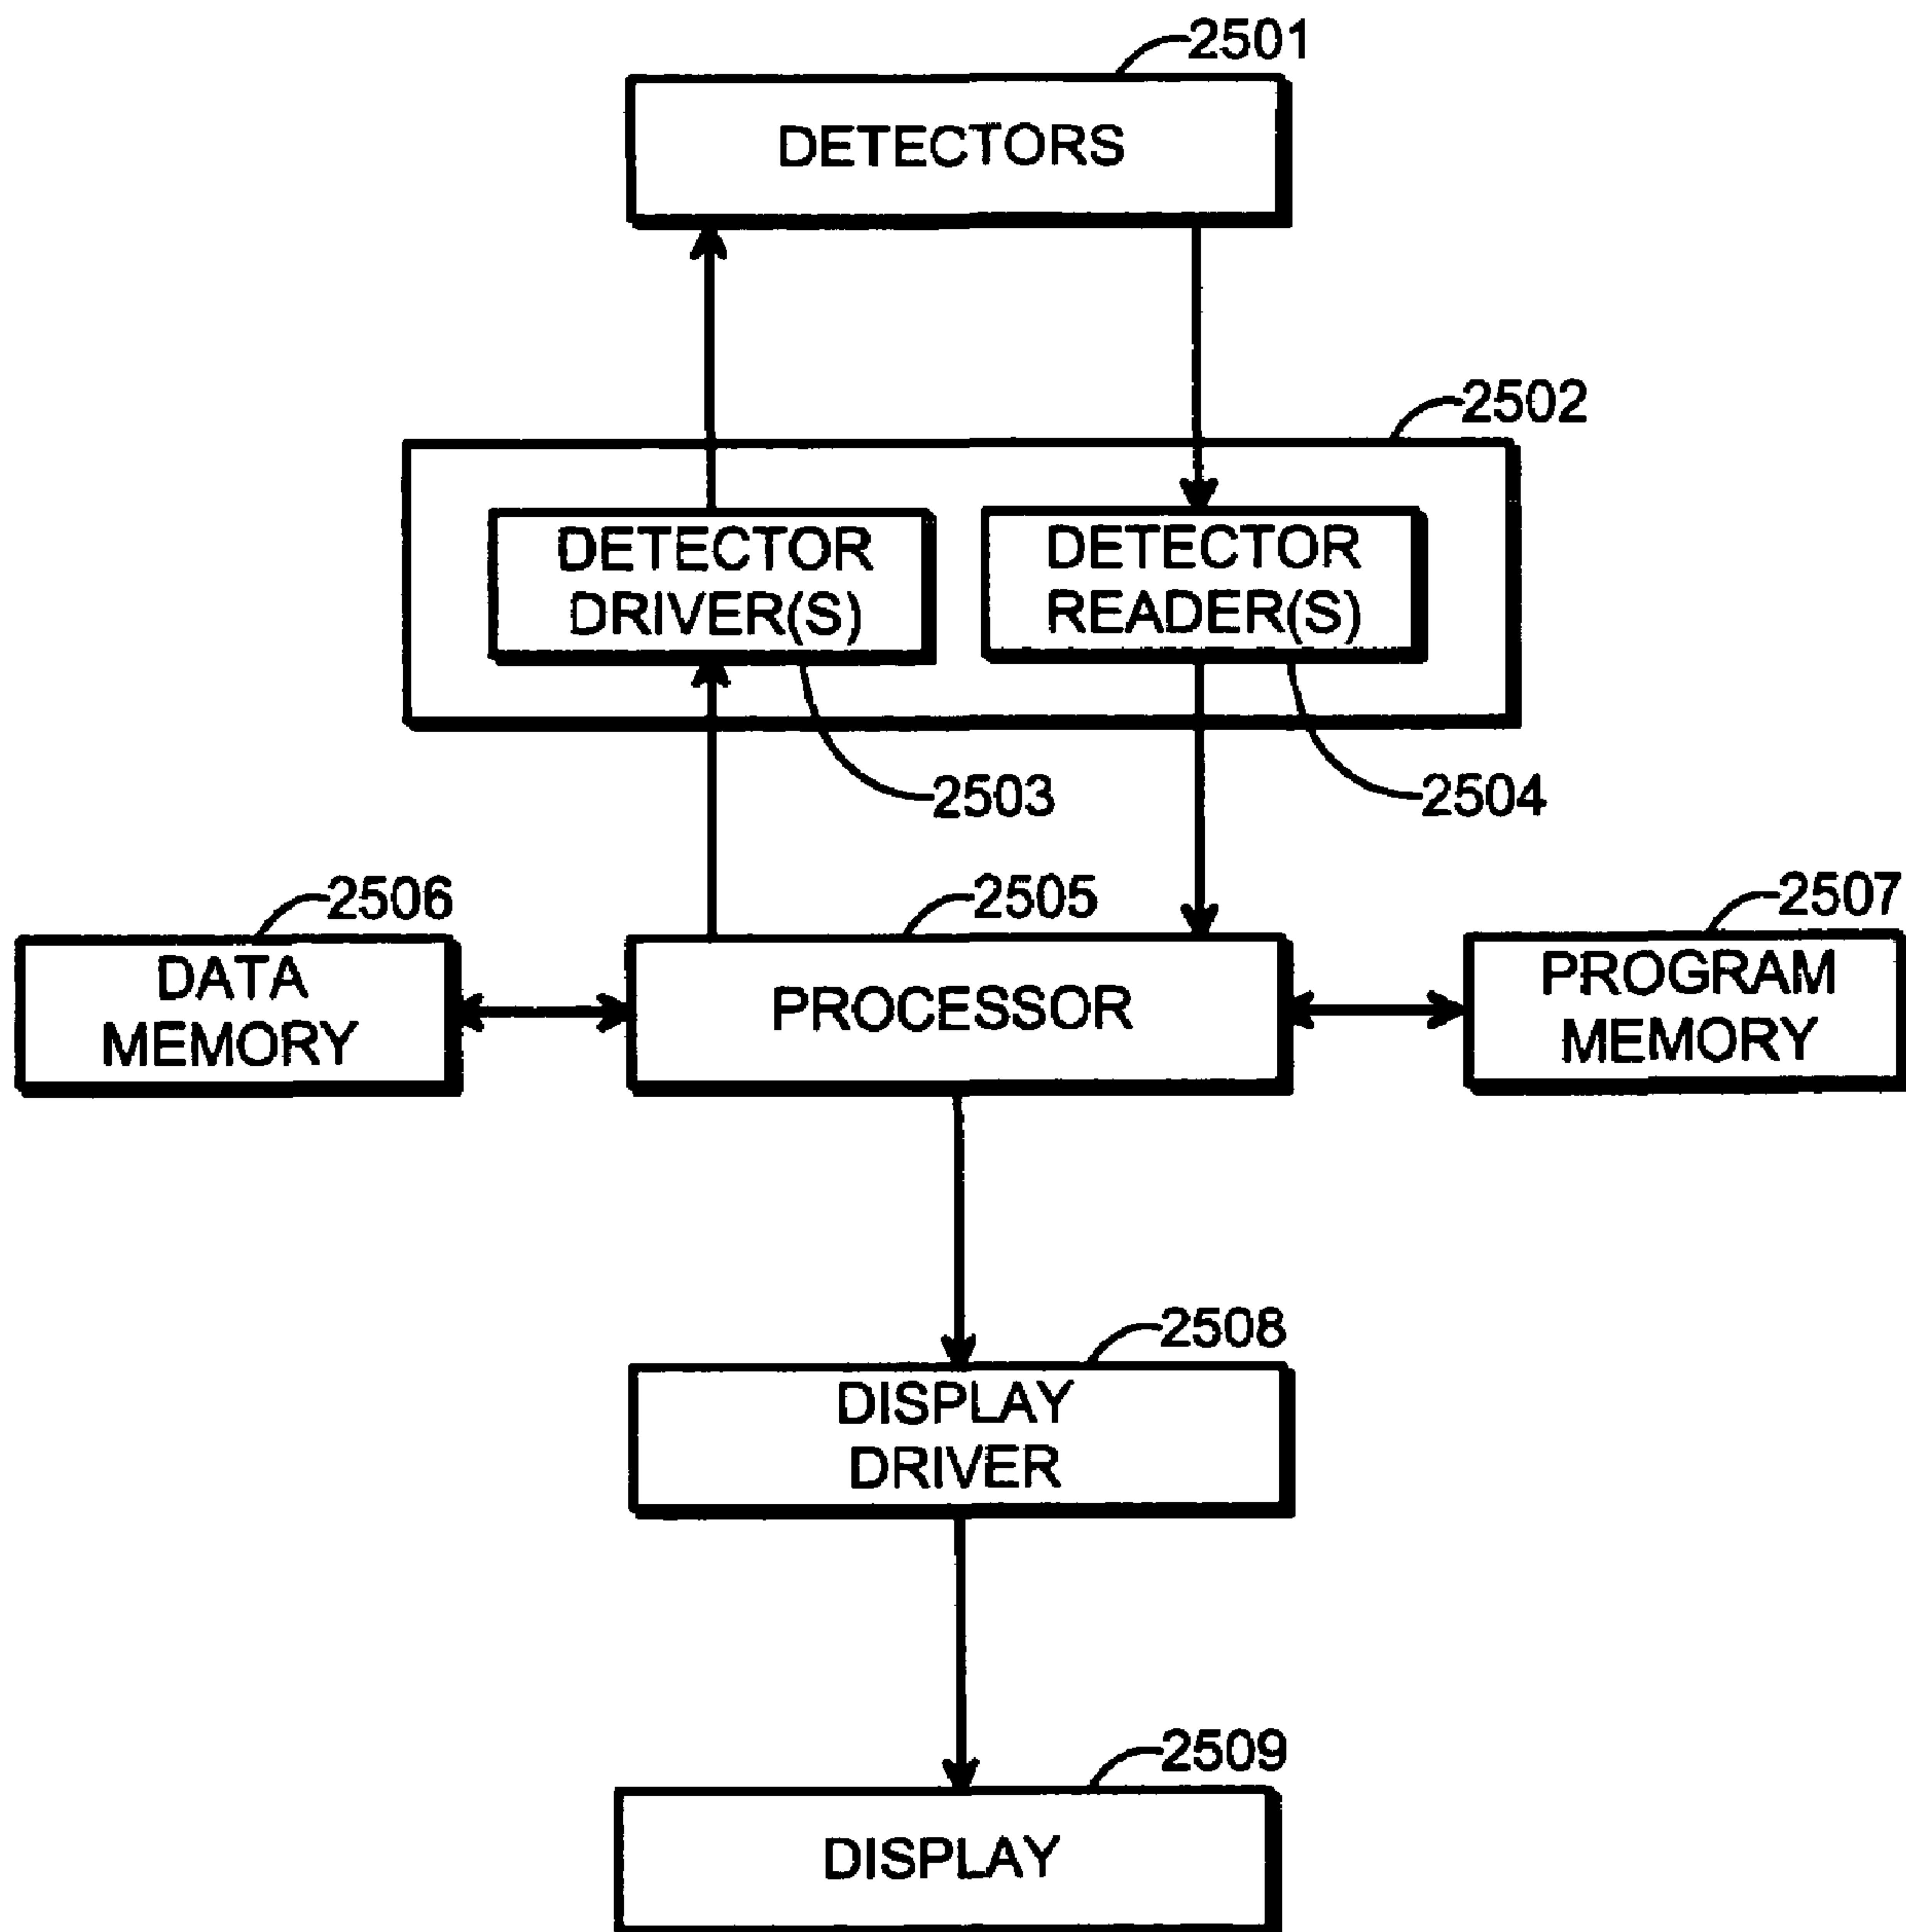 2501
DETECTORS
2502
DETECTOR
DRIVER(S)
DETECTOR
READER(S)
2503
2504
2506
2505
2507
DATA
MEMORY
PROCESSOR
PROGRAM
MEMORY
2508
DISPLAY
DRIVER
2509
DISPLAY